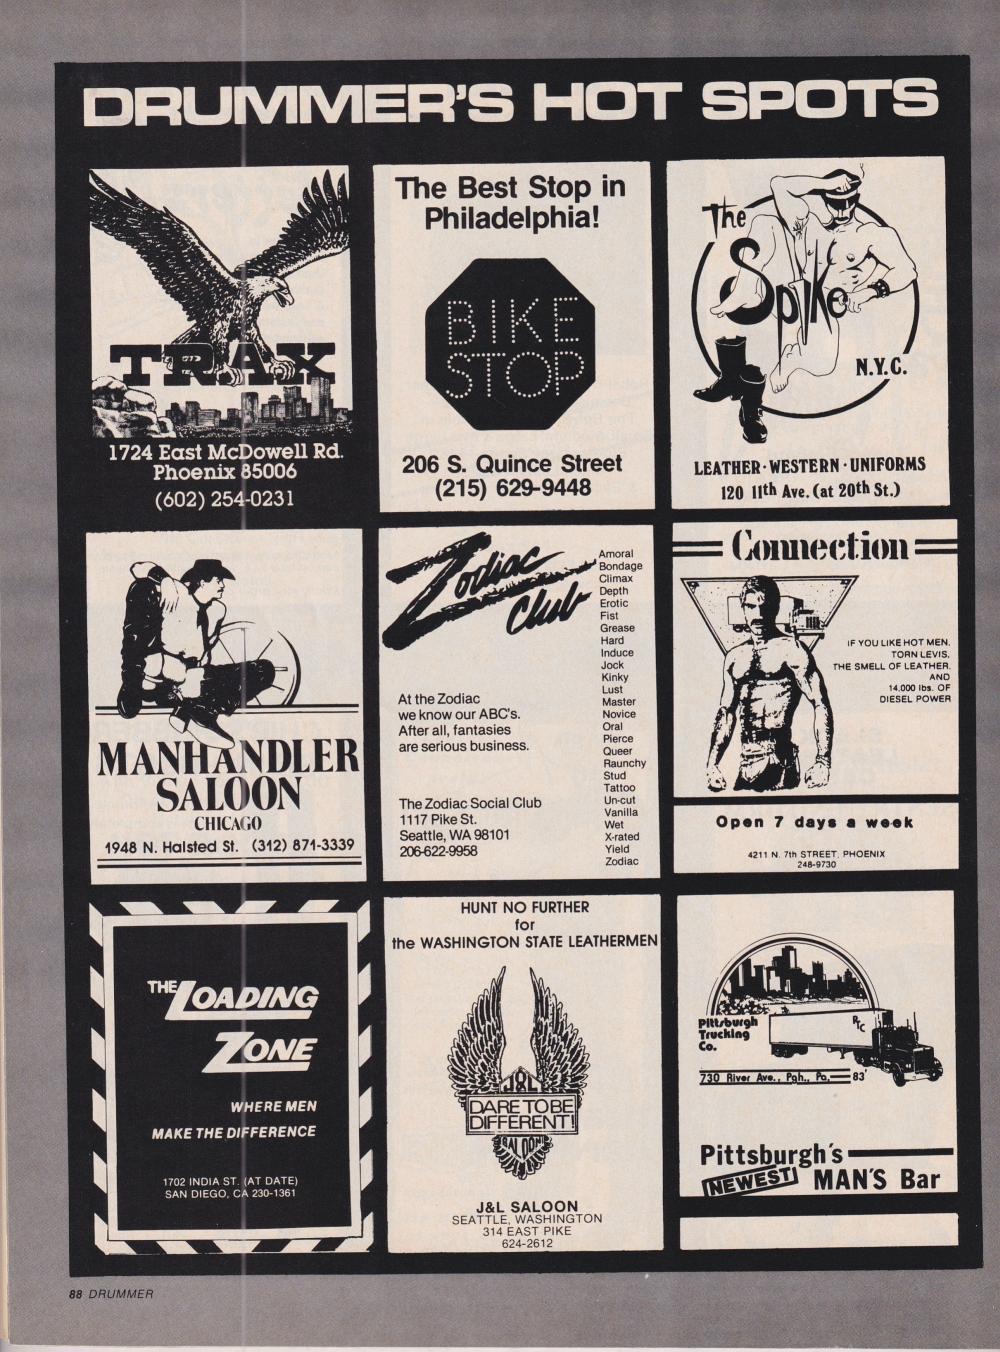 DRUMMER'S HOT SPOTS
TRAX
1724 East McDowell Rd.
Phoenix 85006
(602) 254-0231
The Best Stop in
Philadelphia!
BIKE
STOP
206 S. Quince Street
(215) 629-9448
The
Spike
N.Y.C.
LEATHER · WESTERN · UNIFORMS
120 11th Ave. (at 20th St.)
MANHANDLER
SALOON
CHICAGO
1948 N. Halsted St. (312) 871-3339
Zodiac
Club
At the Zodiac
we know our ABC's.
After all, fantasies
are serious business.
The Zodiac Social Club
1117 Pike St.
Seattle, WA 98101
206-622-9958
Amoral
Bondage
Climax
Depth
Erotic
Fist
Grease
Hard
Induce
Jock
Kinky
Lust
Master
Novice
Oral
Pierce
Queer
Raunchy
Stud
Tattoo
Un-cut
Vanilla
Wet
X-rated
Yield
Zodiac
Connection
IF YOU LIKE HOT MEN,
TORN LEVIS,
THE SMELL OF LEATHER,
AND
14,000 lbs. OF
DIESEL POWER
Open 7 days a week
4211 N. 7th STREET, PHOENIX
248-9730
THE LOADING
ZONE
WHERE MEN
MAKE THE DIFFERENCE
1702 INDIA ST. (AT DATE)
SAN DIEGO, CA 230-1361
HUNT NO FURTHER
for
the WASHINGTON STATE LEATHERMEN
J&L
DARE TO BE
DIFFERENT!
SALOON
J&L SALOON
SEATTLE, WASHINGTON
314 EAST PIKE
624-2612
Pittsburgh
Trucking
Co.
PTC
730 River Ave., Pgh., Pa. 83'
Pittsburgh's
NEWEST! MAN'S Bar
88 DRUMMER